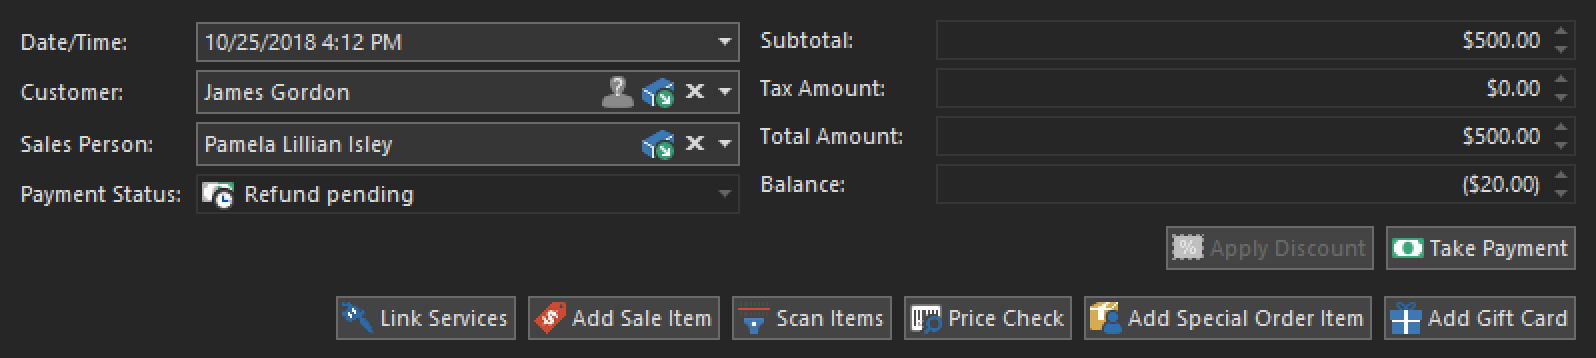 Date/Time: 10/25/2018 4:12 PM
Customer: James Gordon
Sales Person: Pamela Lillian Isley
Payment Status: Refund pending
Subtotal: $500.00
Tax Amount: $0.00
Total Amount: $500.00
Balance: ($20.00)
Apply Discount Take Payment
Link Services Add Sale Item Scan Items Price Check Add Special Order Item Add Gift Card